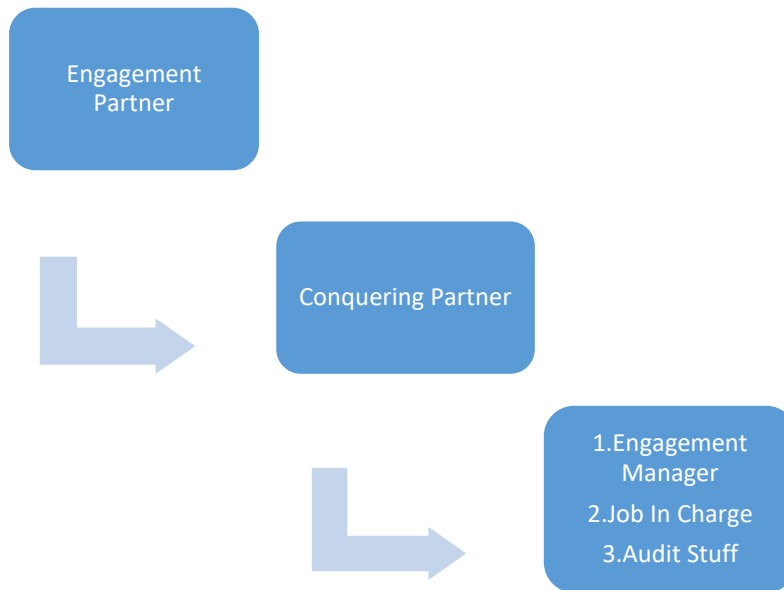 Engagement
Partner
Conquering Partner
1.Engagement
Manager
2.Job In Charge
3.Audit Stuff